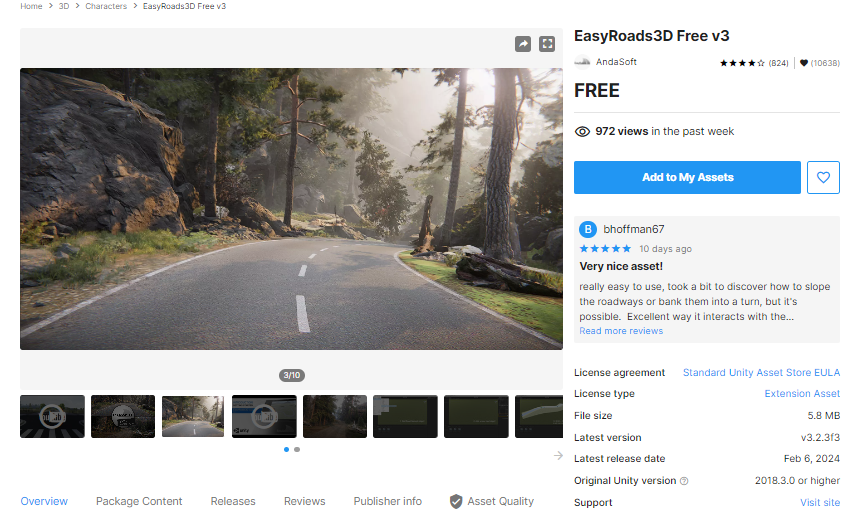 Home > 3D > Characters > EasyRoads3D Free v3
EasyRoads3D Free v3
AndaSoft
(824)
(10638)
FREE
972 views in the past week
Add to My Assets
B
bhoffman67
10 days ago
Very nice asset!
really easy to use, took a bit to discover how to slope
the roadways or bank them into a turn, but it's
possible. Excellent way it interacts with the...
Read more reviews
3/10
License agreement Standard Unity Asset Store EULA
License type Extension Asset
File size 5.8 MB
Latest version v3.2.3f3
Latest release date Feb 6, 2024
Original Unity version 2018.3.0 or higher
Support Visit site
Overview Package Content Releases Reviews Publisher info Asset Quality